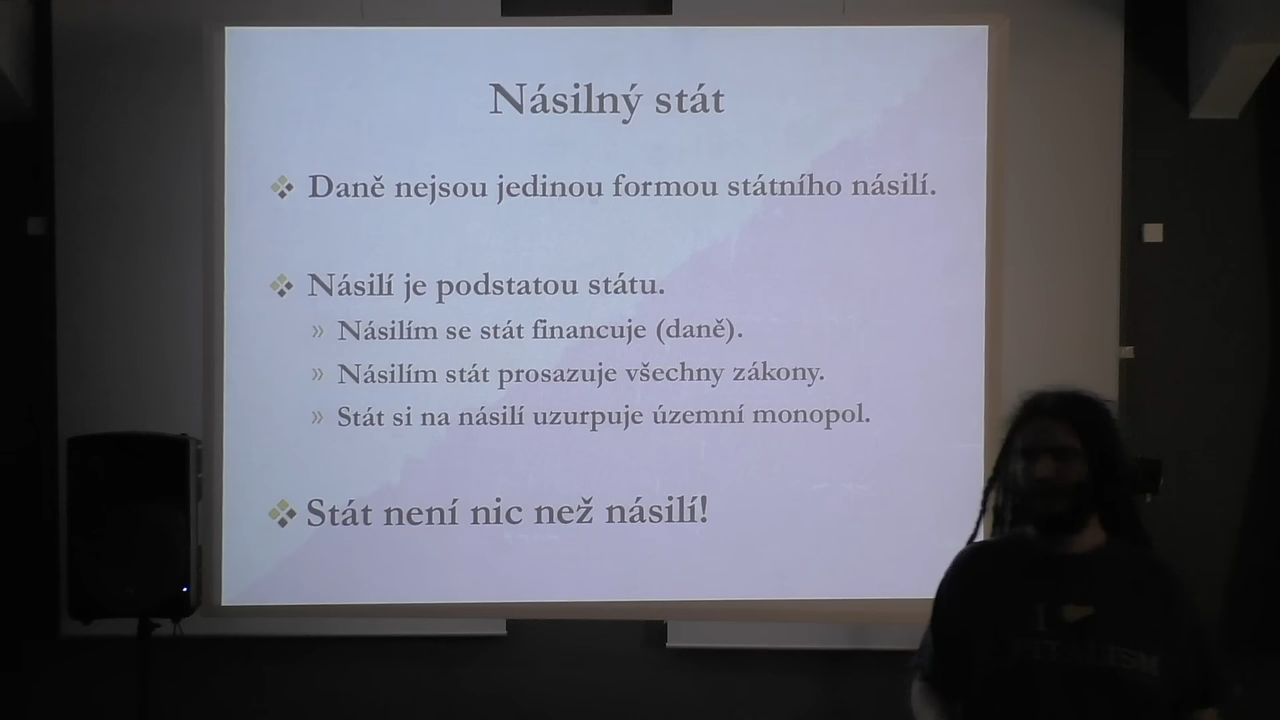 Násilný stát
Daně nejsou jedinou formou státního násilí.
Násilí je podstatou státu.
» Násilím se stát financuje (daně).
» Násilím stát prosazuje všechny zákony.
» Stát si na násilí uzurpuje územní monopol.
Stát není nic než násilí!